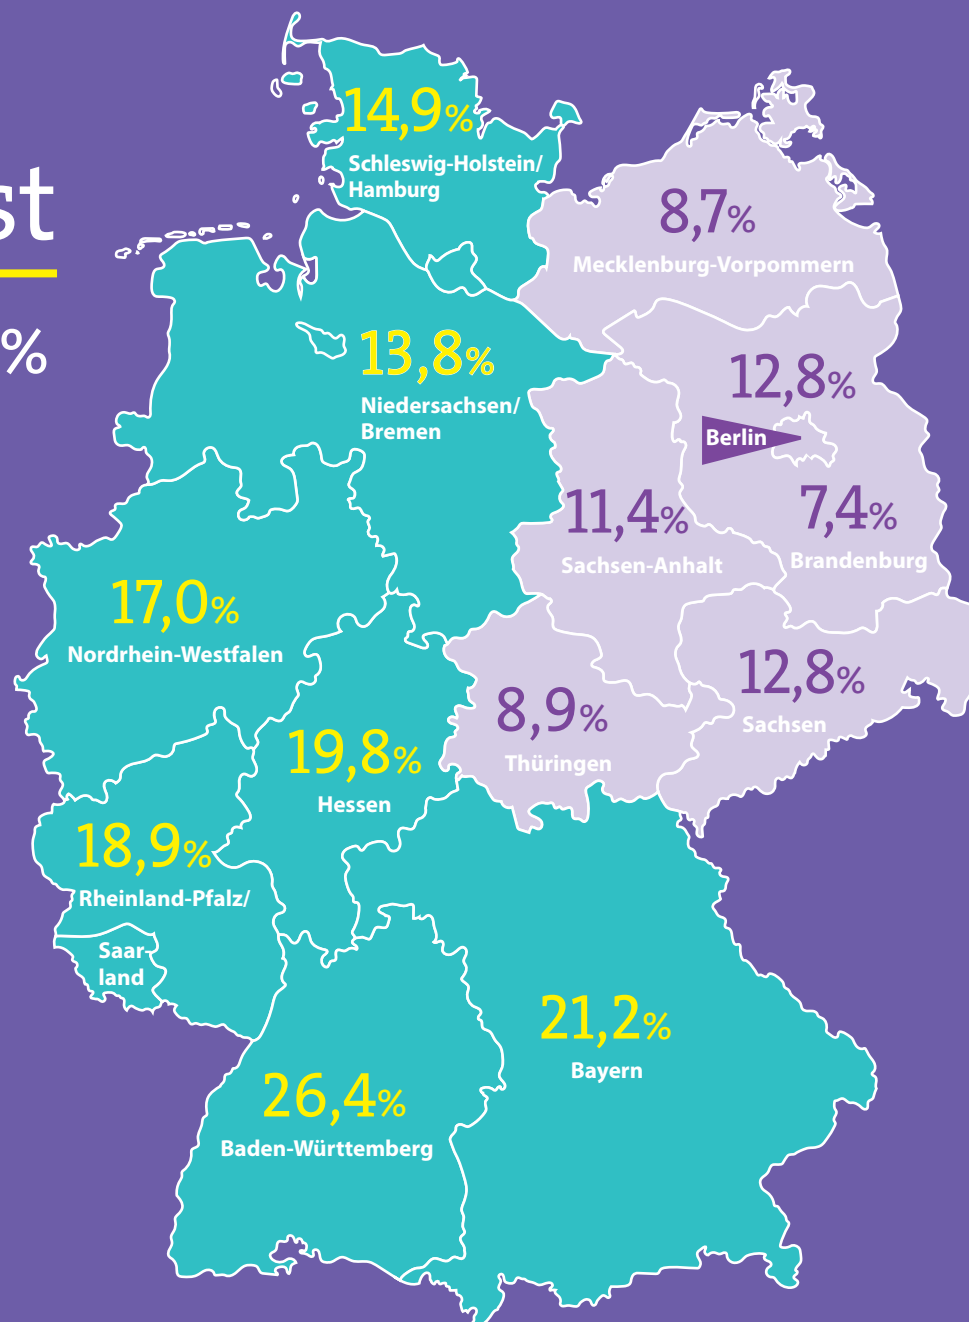 st
%
14,9%
Schleswig-Holstein/
Hamburg
8,7%
Mecklenburg-Vorpommern
13,8%
Niedersachsen/
Bremen
12,8%
Berlin
11,4%
Sachsen-Anhalt
7,4%
Brandenburg
17,0%
Nordrhein-Westfalen
12,8%
Sachsen
8,9%
Thüringen
19,8%
Hessen
18,9%
Rheinland-Pfalz/
Saar-
land
21,2%
Bayern
26,4%
Baden-Württemberg